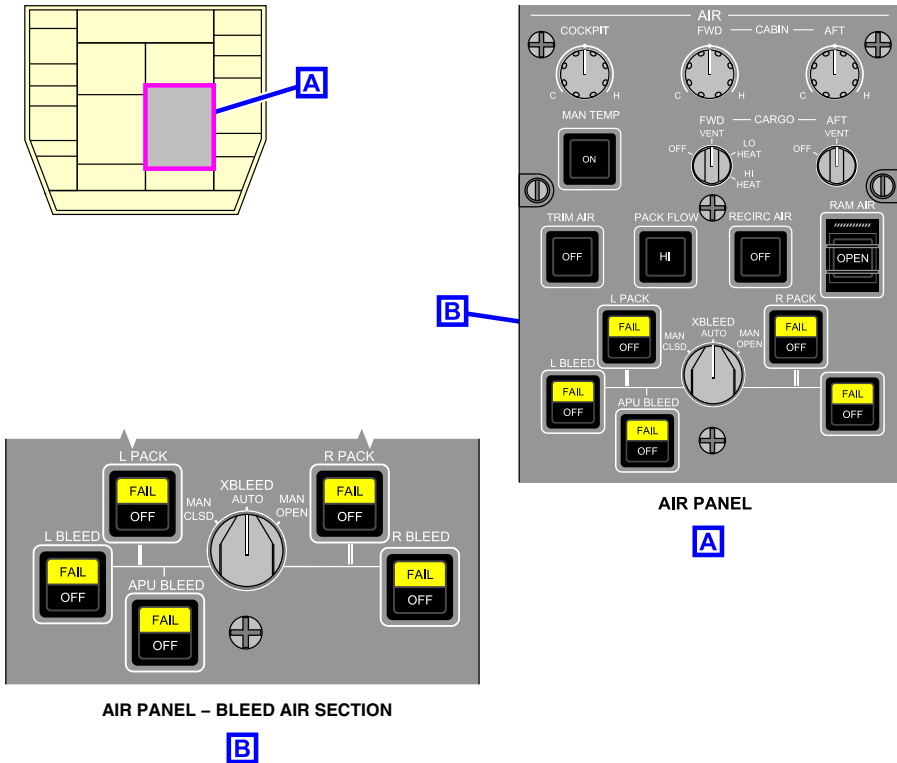 A
AIR
COCKPIT FWD CABIN AFT
C H C H C H
MAN TEMP FWD CARGO AFT
ON
OFF VENT LO HEAT HI HEAT
OFF VENT
TRIM AIR PACK FLOW RECIRC AIR RAM AIR
OFF HI OFF OPEN
B
L PACK XBLEED R PACK
FAIL OFF
MAN CLSD AUTO MAN OPEN
FAIL OFF
L BLEED
FAIL OFF
APU BLEED
FAIL OFF
FAIL OFF
AIR PANEL
A
L PACK XBLEED R PACK
FAIL OFF
MAN CLSD AUTO MAN OPEN
FAIL OFF
L BLEED R BLEED
FAIL OFF
APU BLEED
FAIL OFF
FAIL OFF
AIR PANEL – BLEED AIR SECTION
B